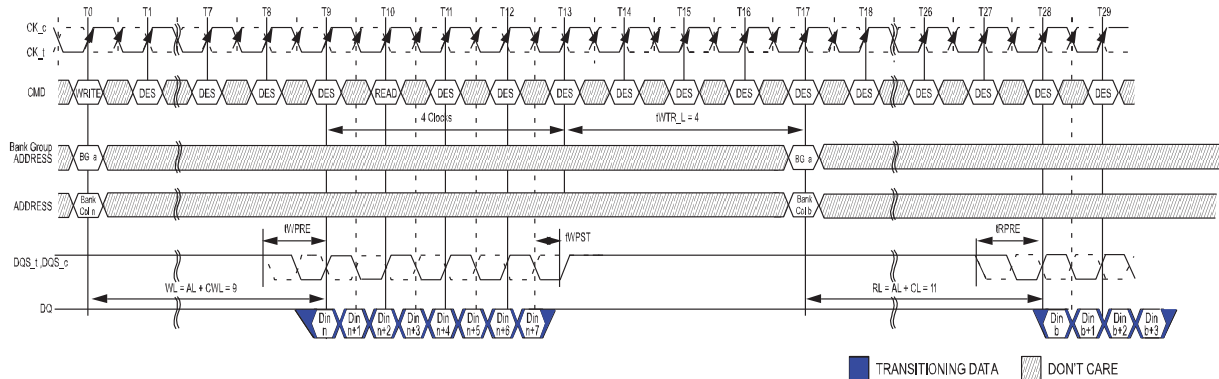 T0 T1 T7 T8 T9 T10 T11 T12 T13 T14 T15 T16 T17 T18 T26 T27 T28 T29
CK_c
CK_t
CMD WRITE DES DES DES DES READ DES DES DES DES DES DES DES DES DES DES DES DES
4 Clocks tWTR_L = 4
Bank Group
ADDRESS BG a BG a
ADDRESS
Bank
Col n
Bank
Col b
tWPRE tWPST tRPRE
DQS_t,DQS_c
WL = AL + CWL = 9 RL = AL + CL = 11
DQ
Din
n
Din
n+1
Din
n+2
Din
n+3
Din
n+4
Din
n+5
Din
n+6
Din
n+7
Din
b
Din
b+1
Din
b+2
Din
b+3
TRANSITIONING DATA DON'T CARE